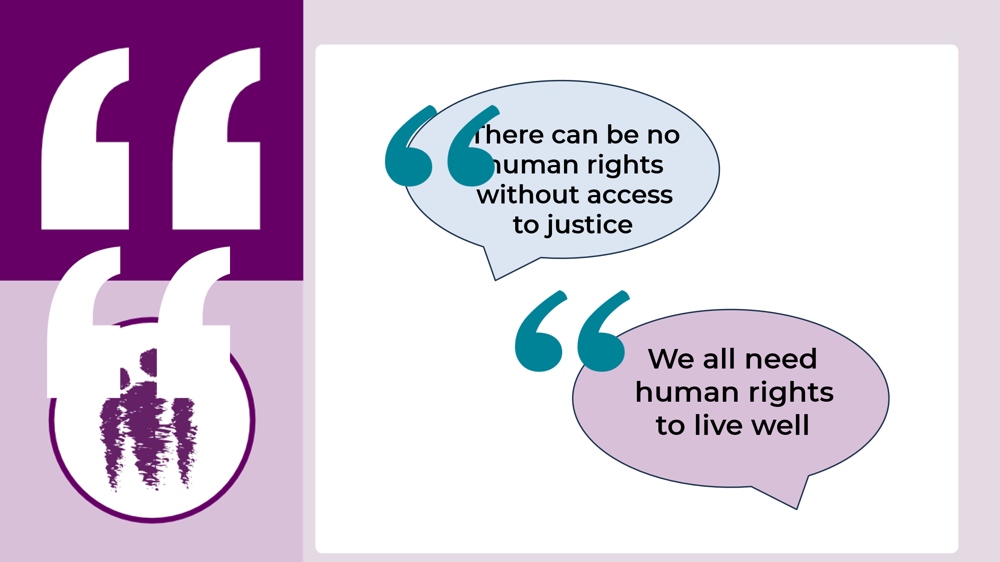 There can be no
human rights
without access
to justice
We all need
human rights
to live well